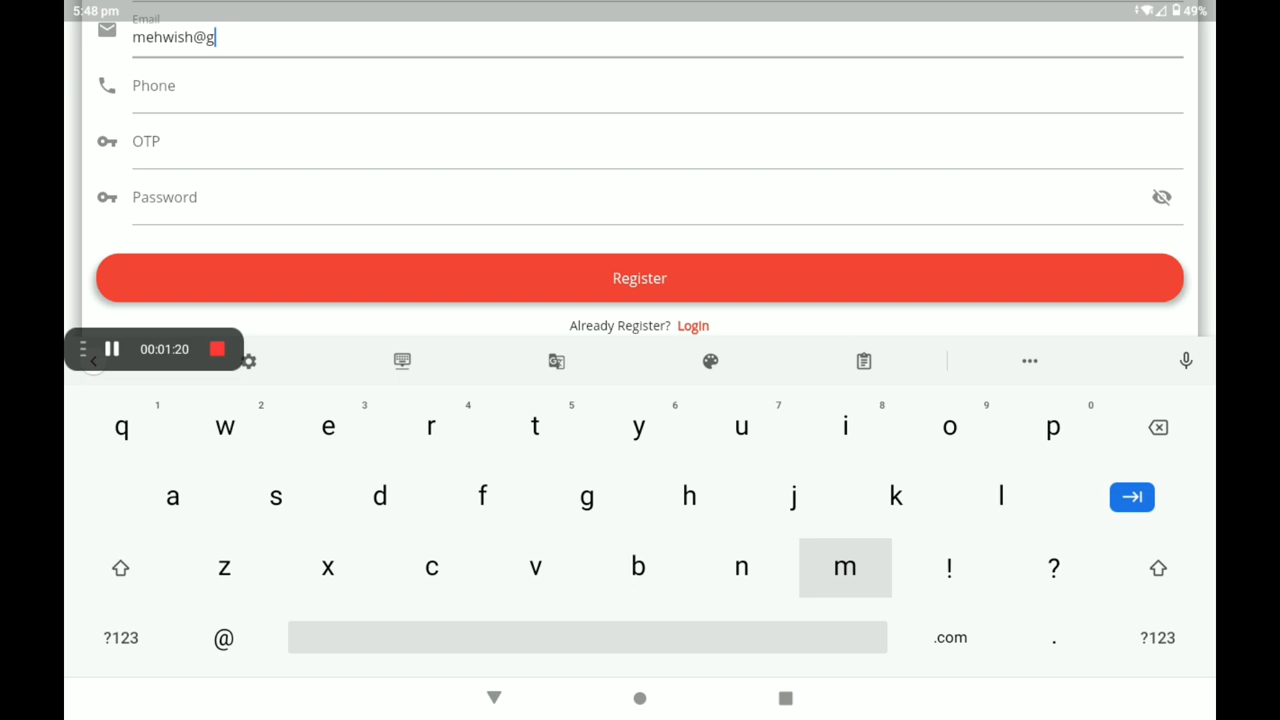 5:48 pm 49%
Email
mehwish@g
Phone
OTP
Password
Register
Already Register? Login
00:01:20
1 2 3 4 5 6 7 8 9 0
q w e r t y u i o p
a s d f g h j k l
z x c v b n m ! ?
?123 @ .com . ?123